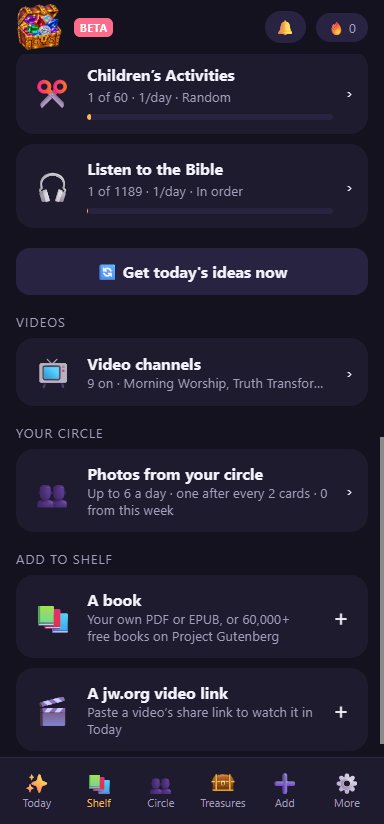 BETA
0
Children's Activities
1 of 60 · 1/day · Random
Listen to the Bible
1 of 1189 · 1/day · In order
Get today's ideas now
VIDEOS
Video channels
9 on · Morning Worship, Truth Transfor...
YOUR CIRCLE
Photos from your circle
Up to 6 a day · one after every 2 cards · 0
from this week
ADD TO SHELF
A book
Your own PDF or EPUB, or 60,000+
free books on Project Gutenberg
A jw.org video link
Paste a video's share link to watch it in
Today
Today
Shelf
Circle
Treasures
Add
More